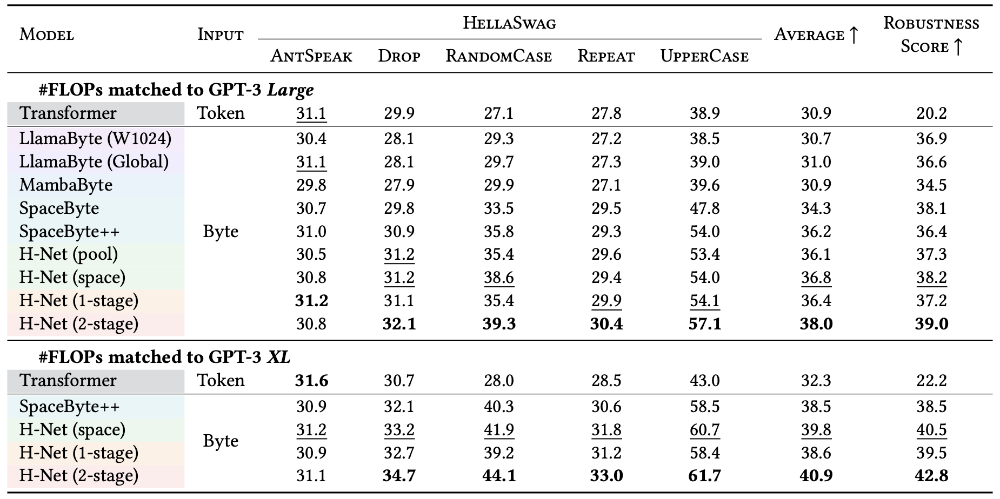 MODEL INPUT HELLASWAG AVERAGE ↑ ROBUSTNESS SCORE ↑
ANTSPEAK DROP RANDOMCASE REPEAT UPPERCASE
#FLOPs matched to GPT-3 Large
Transformer Token 31.1 29.9 27.1 27.8 38.9 30.9 20.2
LlamaByte (W1024) 30.4 28.1 29.3 27.2 38.5 30.7 36.9
LlamaByte (Global) 31.1 28.1 29.7 27.3 39.0 31.0 36.6
MambaByte 29.8 27.9 29.9 27.1 39.6 30.9 34.5
SpaceByte 30.7 29.8 33.5 29.5 47.8 34.3 38.1
SpaceByte++ Byte 31.0 30.9 35.8 29.3 54.0 36.2 36.4
H-Net (pool) 30.5 31.2 35.4 29.6 53.4 36.1 37.3
H-Net (space) 30.8 31.2 38.6 29.4 54.0 36.8 38.2
H-Net (1-stage) 31.2 31.1 35.4 29.9 54.1 36.4 37.2
H-Net (2-stage) 30.8 32.1 39.3 30.4 57.1 38.0 39.0
#FLOPs matched to GPT-3 XL
Transformer Token 31.6 30.7 28.0 28.5 43.0 32.3 22.2
SpaceByte++ 30.9 32.1 40.3 30.6 58.5 38.5 38.5
H-Net (space) Byte 31.2 33.2 41.9 31.8 60.7 39.8 40.5
H-Net (1-stage) 30.9 32.7 39.2 31.2 58.4 38.6 39.5
H-Net (2-stage) 31.1 34.7 44.1 33.0 61.7 40.9 42.8